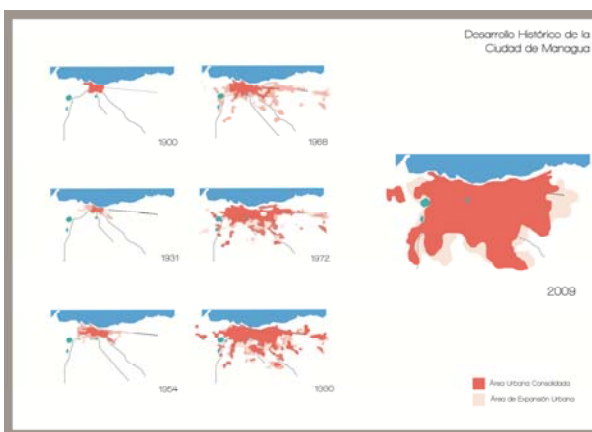 Desarrollo Histórico de la
Ciudad de Managua
1900
1968
1931
1972
2009
1954
1990
Área Urbana Consolidada
Área de Expansión Urbana